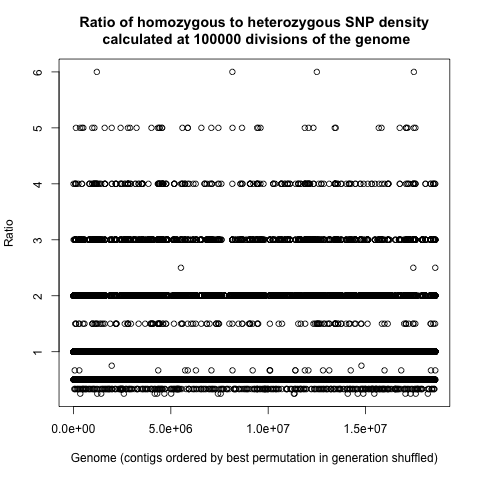 Ratio of homozygous to heterozygous SNP density
calculated at 100000 divisions of the genome
6
5
4
3
2
1
Ratio
0.0e+00 5.0e+06 1.0e+07 1.5e+07
Genome (contigs ordered by best permutation in generation shuffled)